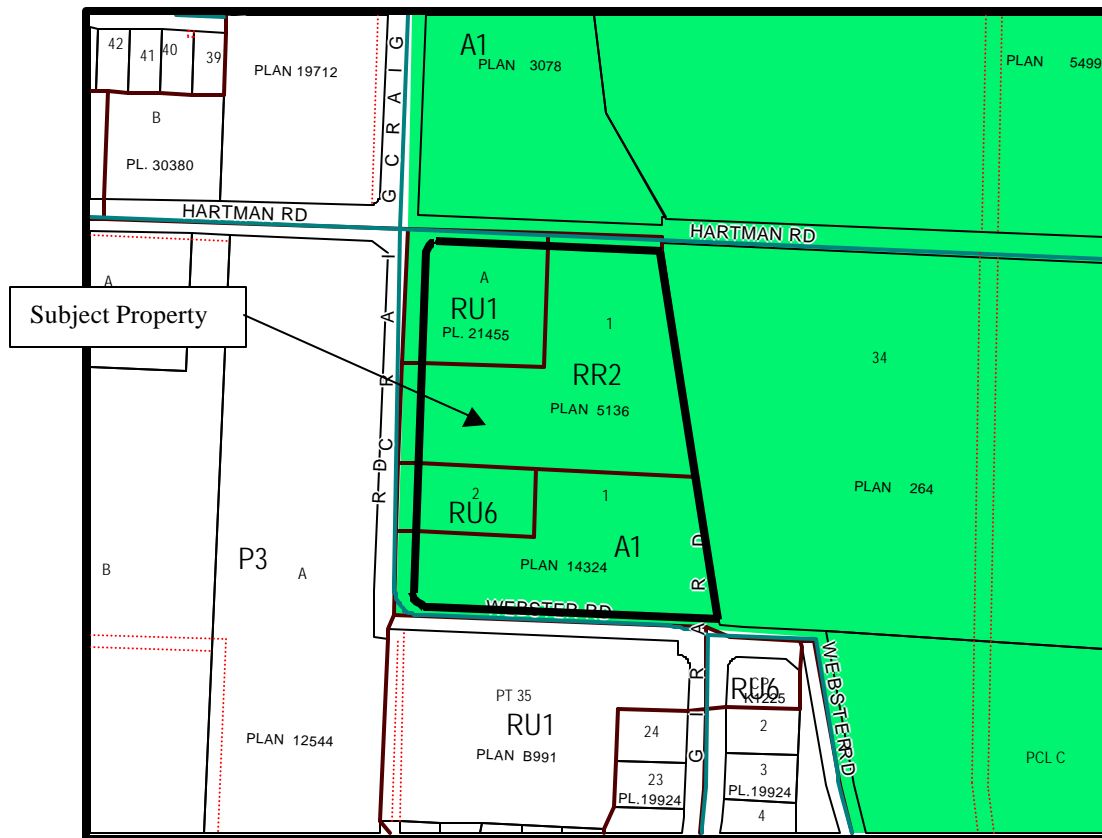 42
41
40
39
PLAN 19712
B
PL. 30380
HARTMAN RD
GCRAIG
A1
PLAN 3078
PLAN 5499
HARTMAN RD
A
Subject Property
A
RU1
PL. 21455
1
RR2
PLAN 5136
34
PLAN 264
RDCRAI
2
RU6
1
A1
PLAN 14324
B
P3
A
WEBSTER RD
GIRARD
PT 35
RU1
PLAN B991
PLAN 12544
24
23
PL.19924
RU6
K1225
2
3
PL.19924
4
WEBSTER RD
PCL C